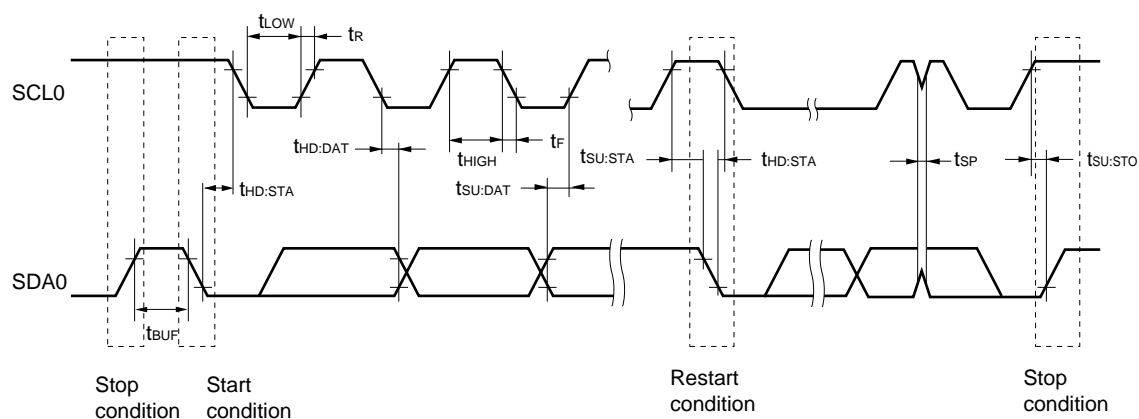 tLOW
tR
SCL0
tHD:DAT
tHIGH
tF
tSU:STA
tHD:STA
tSP
tSU:STO
tHD:STA
tSU:DAT
SDA0
tBUF
Stop
condition
Start
condition
Restart
condition
Stop
condition